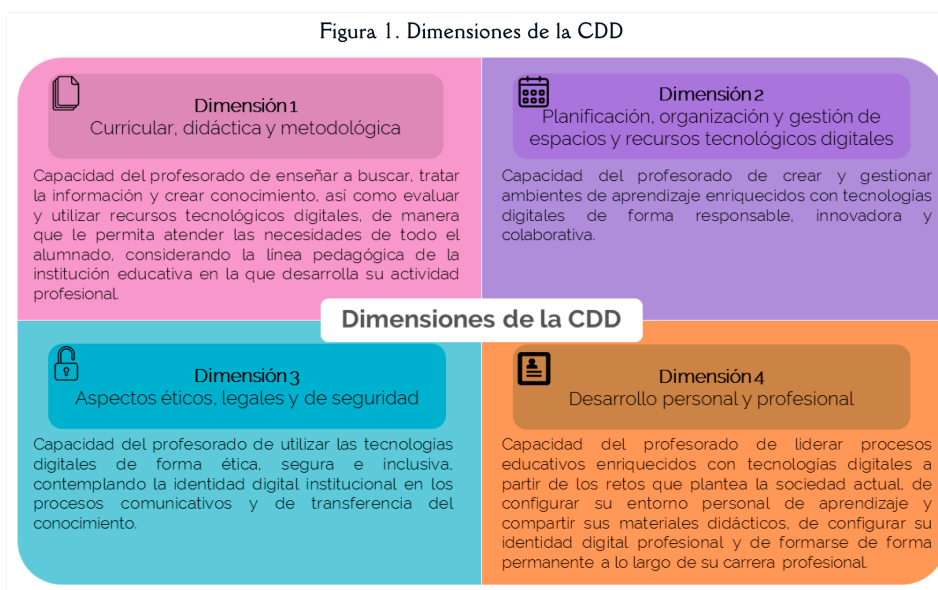 Figura 1. Dimensiones de la CDD
Dimensión 1
Curricular, didáctica y metodológica
Capacidad del profesorado de enseñar a buscar, tratar
la información y crear conocimiento, así como evaluar
y utilizar recursos tecnológicos digitales, de manera
que le permita atender las necesidades de todo el
alumnado, considerando la línea pedagógica de la
institución educativa en la que desarrolla su actividad
profesional.
Dimensión 2
Planificación, organización y gestión de
espacios y recursos tecnológicos digitales
Capacidad del profesorado de crear y gestionar
ambientes de aprendizaje enriquecidos con tecnologías
digitales de forma responsable, innovadora y
colaborativa.
Dimensiones de la CDD
Dimensión 3
Aspectos éticos, legales y de seguridad
Capacidad del profesorado de utilizar las tecnologías
digitales de forma ética, segura e inclusiva,
contemplando la identidad digital institucional en los
procesos comunicativos y de transferencia del
conocimiento.
Dimensión 4
Desarrollo personal y profesional
Capacidad del profesorado de liderar procesos
educativos enriquecidos con tecnologías digitales a
partir de los retos que plantea la sociedad actual, de
configurar su entorno personal de aprendizaje y
compartir sus materiales didácticos, de configurar su
identidad digital profesional y de formarse de forma
permanente a lo largo de su carrera profesional.